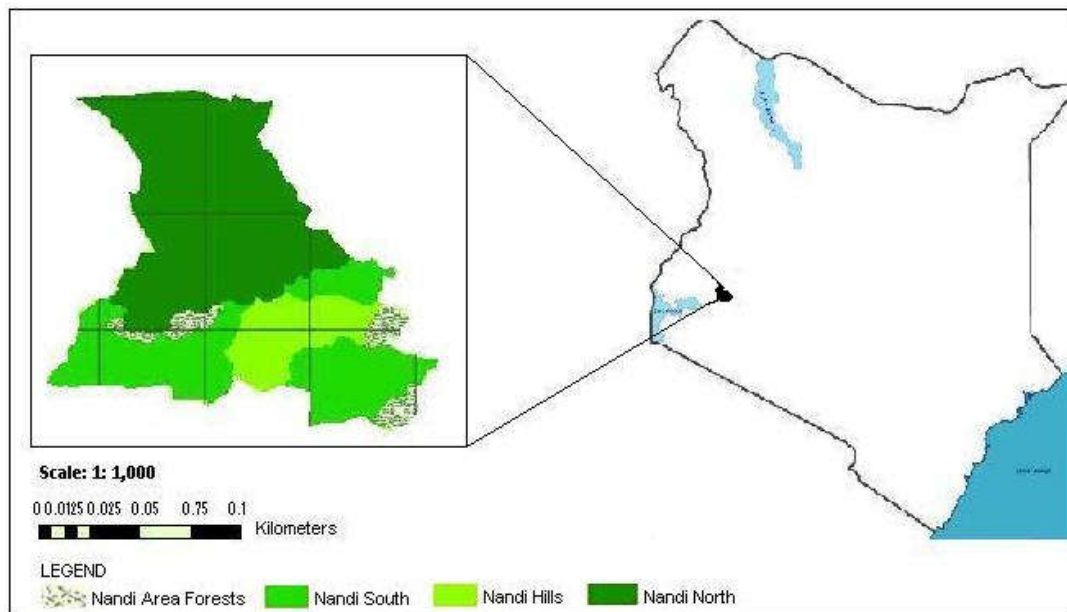 Scale: 1: 1,000
0 0.0125 0.025 0.05 0.75 0.1
Kilometers
LEGEND
Nandi Area Forests Nandi South Nandi Hills Nandi North